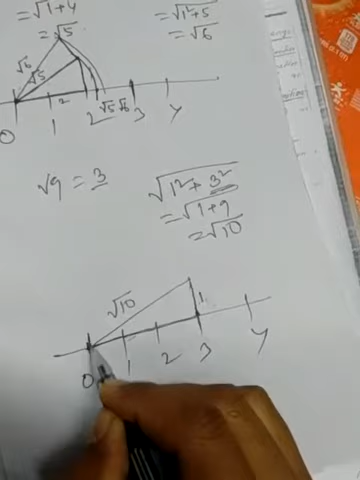 =√1+4
=√5
=√1²+5
=√6
√6
√5
0 1 2 √5 √6 3 4
2
√9 = 3
√1² + 3²
=√1+9
=√10
√10
1
0 1 2 3 4